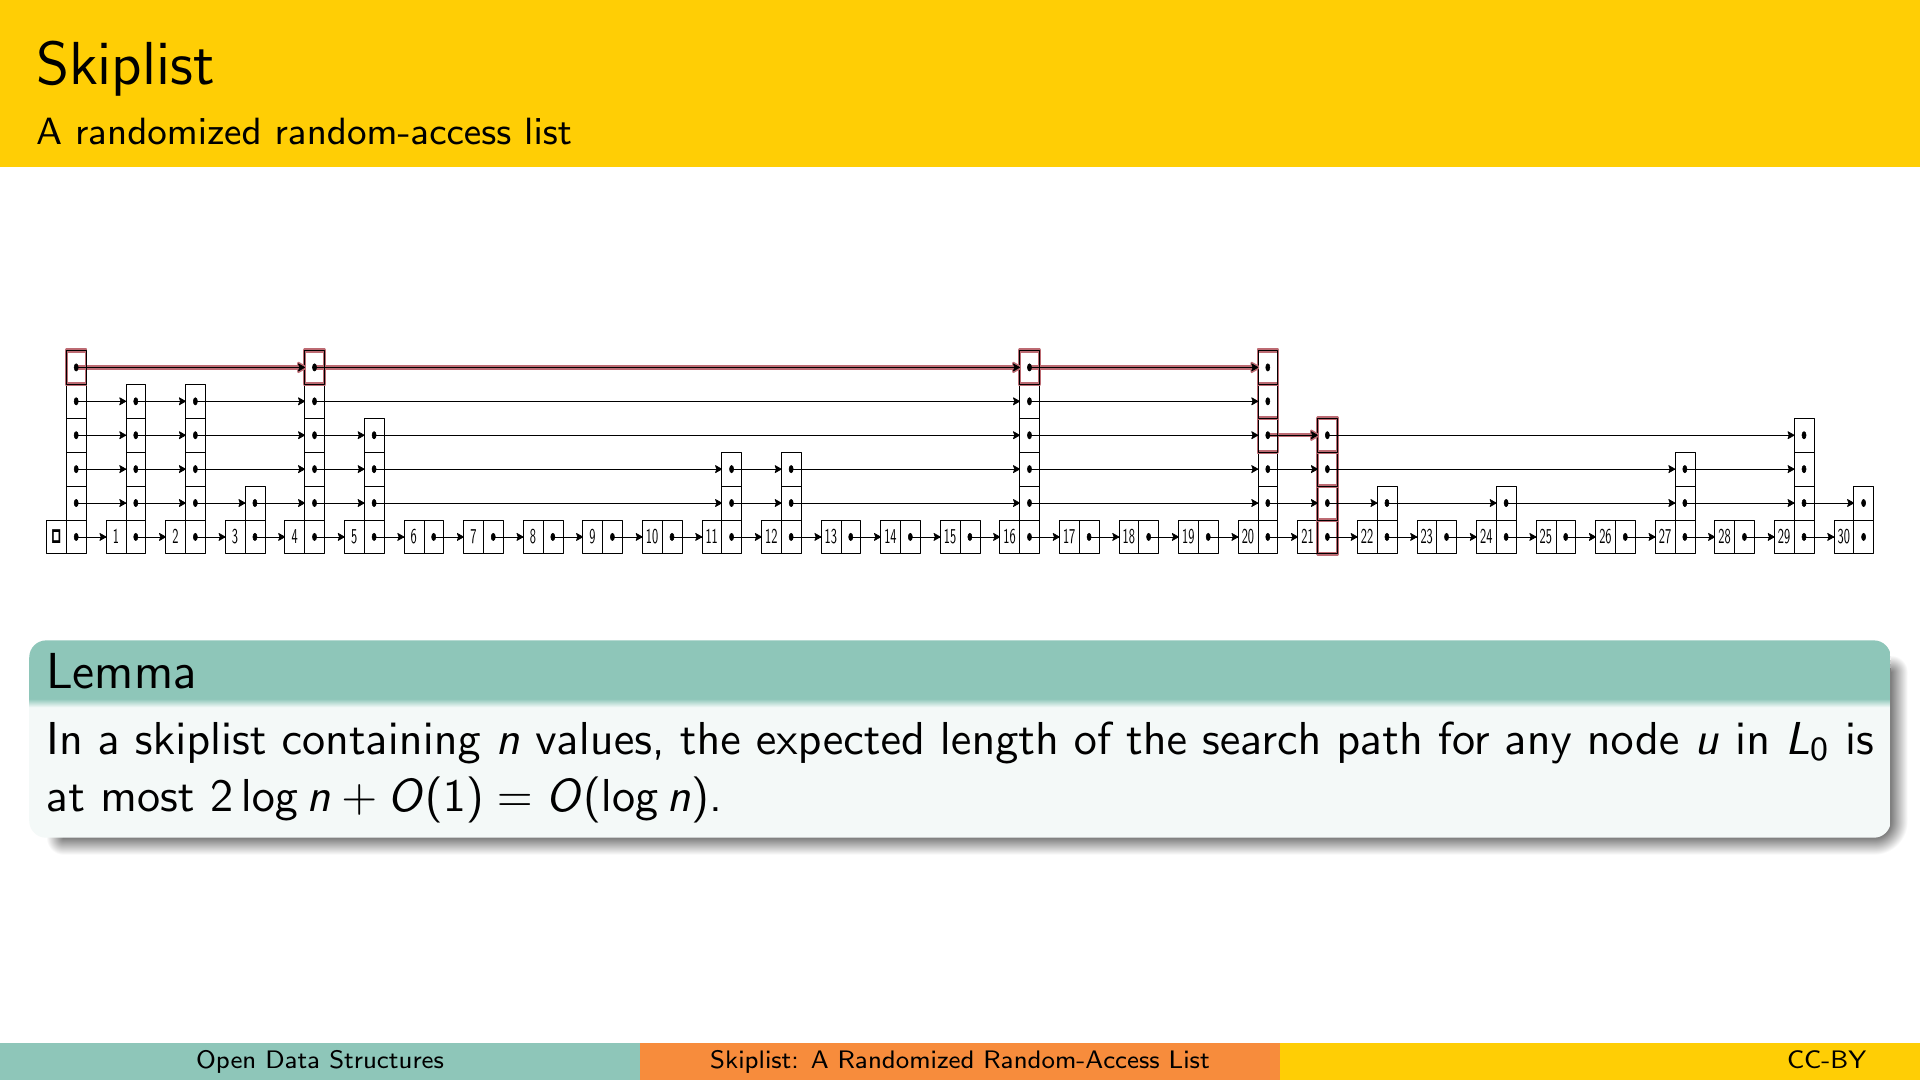 Skiplist
A randomized random-access list
1 2 3 4 5 6 7 8 9 10 11 12 13 14 15 16 17 18 19 20 21 22 23 24 25 26 27 28 29 30
Lemma
In a skiplist containing n values, the expected length of the search path for any node u in L₀ is
at most 2 log n + O(1) = O(log n).
Open Data Structures
Skiplist: A Randomized Random-Access List
CC-BY